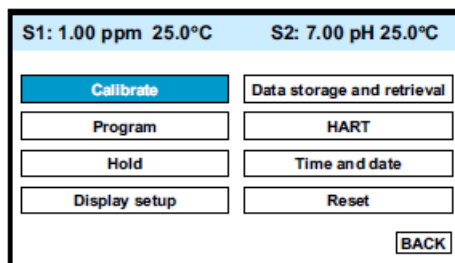 S1: 1.00 ppm 25.0°C S2: 7.00 pH 25.0°C
Calibrate Data storage and retrieval
Program HART
Hold Time and date
Display setup Reset
BACK